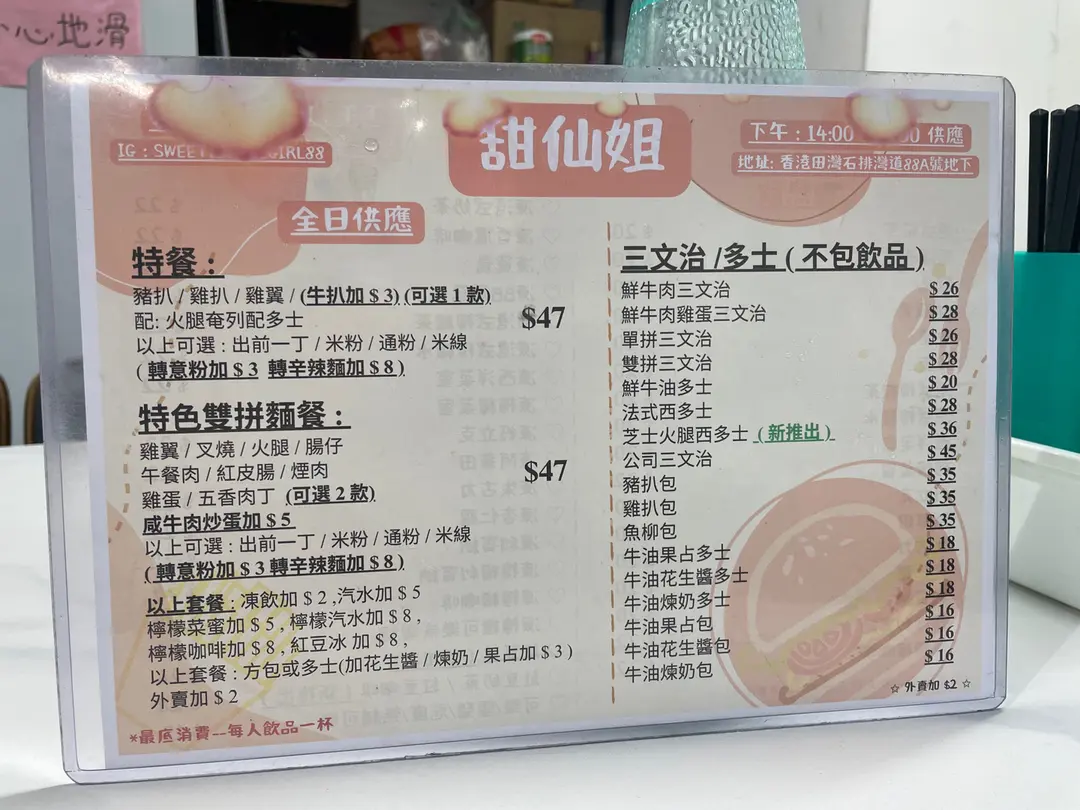 心地滑
甜仙姐
下午 : 14:00 供應
IG : SWEET GIRL88
地址: 香港田灣石排灣道88A號地下
全日供應
特餐 :
豬扒 / 雞扒 / 雞翼 / (牛扒加 $ 3) (可選 1 款)
配: 火腿奄列配多士
$47
以上可選 : 出前一丁 / 米粉 / 通粉 / 米線
( 轉意粉加 $ 3 轉辛辣麵加 $ 8 )
特色雙拼麵餐 :
雞翼 / 叉燒 / 火腿 / 腸仔
午餐肉 / 紅皮腸 / 煙肉
$47
雞蛋 / 五香肉丁 (可選 2 款)
咸牛肉炒蛋加 $ 5
以上可選 : 出前一丁 / 米粉 / 通粉 / 米線
( 轉意粉加 $ 3 轉辛辣麵加 $ 8 )
以上套餐 : 凍飲加 $ 2 ,汽水加 $ 5
檸檬菜蜜加 $ 5 , 檸檬汽水加 $ 8 ,
檸檬咖啡加 $ 8 , 紅豆冰 加 $ 8 ,
以上套餐 : 方包或多士(加花生醬 / 煉奶 / 果占加 $ 3 )
外賣加 $ 2
*最底消費--每人飲品一杯
三文治 /多士 ( 不包飲品 )
鮮牛肉三文治 $ 26
鮮牛肉雞蛋三文治 $ 28
單拼三文治 $ 26
雙拼三文治 $ 28
鮮牛油多士 $ 20
法式西多士 $ 28
芝士火腿西多士 ( 新推出 ) $ 36
公司三文治 $ 45
豬扒包 $ 35
雞扒包 $ 35
魚柳包 $ 35
牛油果占多士 $ 18
牛油花生醬多士 $ 18
牛油煉奶多士 $ 18
牛油果占包 $ 16
牛油花生醬包 $ 16
牛油煉奶包 $ 16
☆ 外賣加 $2 ☆